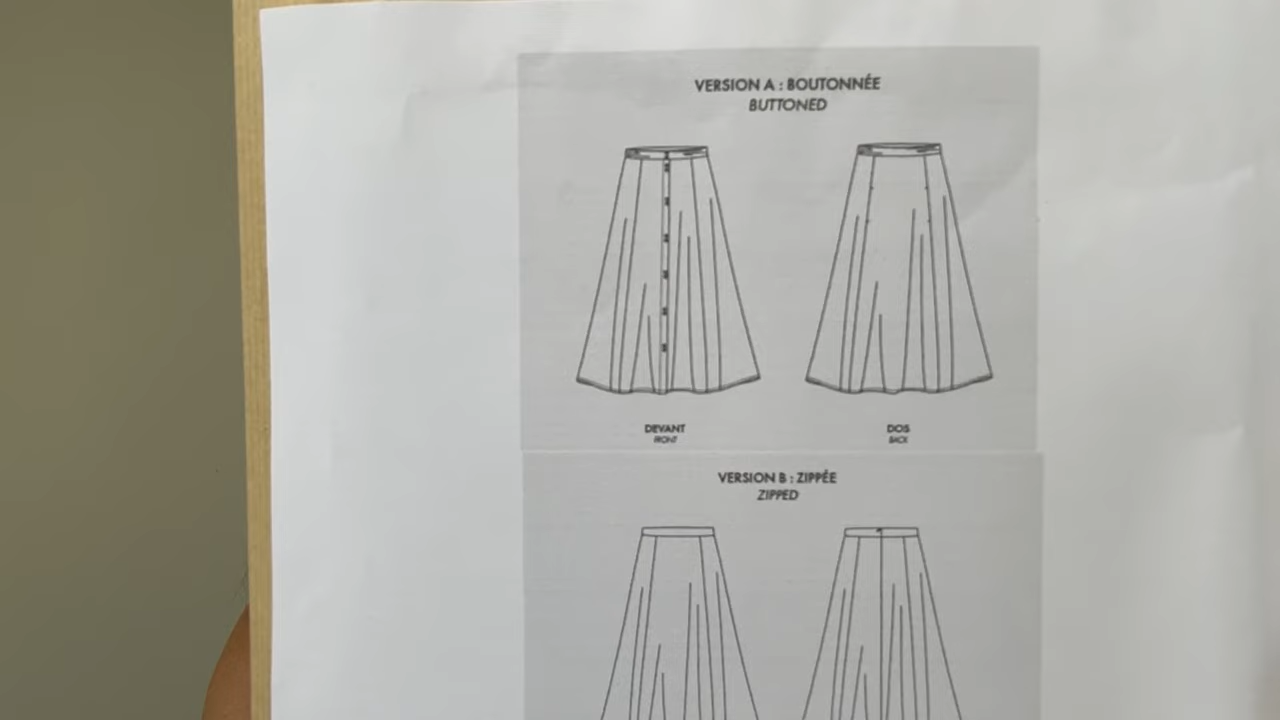 VERSION A : BOUTONNÉE
BUTTONED
DEVANT
FRONT
DOS
BACK
VERSION B : ZIPPÉE
ZIPPED